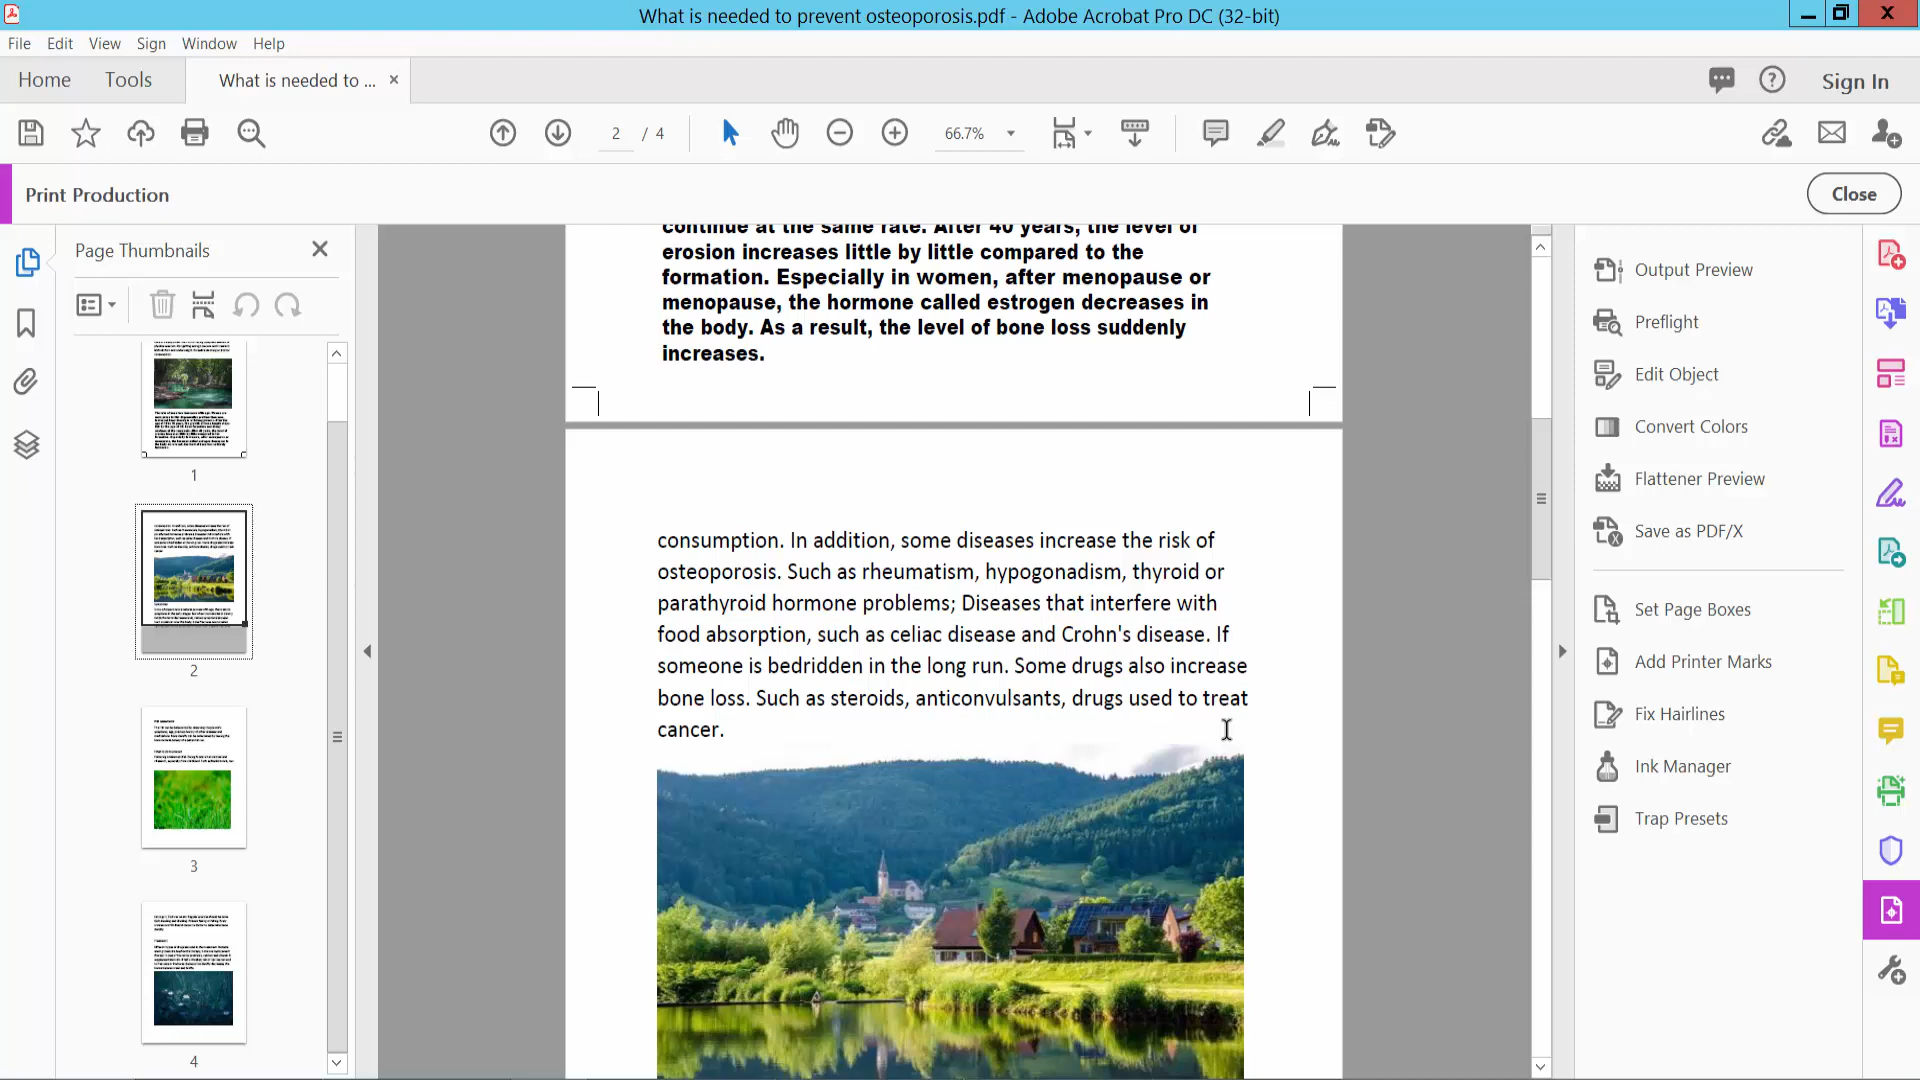 What is needed to prevent osteoporosis.pdf - Adobe Acrobat Pro DC (32-bit)
File Edit View Sign Window Help
Home Tools What is needed to ... × Sign In
2 / 4 66.7%
Print Production Close
Page Thumbnails
1
2
3
4
continue at the same rate. After 40 years, the level of
erosion increases little by little compared to the
formation. Especially in women, after menopause or
menopause, the hormone called estrogen decreases in
the body. As a result, the level of bone loss suddenly
increases.
consumption. In addition, some diseases increase the risk of
osteoporosis. Such as rheumatism, hypogonadism, thyroid or
parathyroid hormone problems; Diseases that interfere with
food absorption, such as celiac disease and Crohn's disease. If
someone is bedridden in the long run. Some drugs also increase
bone loss. Such as steroids, anticonvulsants, drugs used to treat
cancer.
Output Preview
Preflight
Edit Object
Convert Colors
Flattener Preview
Save as PDF/X
Set Page Boxes
Add Printer Marks
Fix Hairlines
Ink Manager
Trap Presets